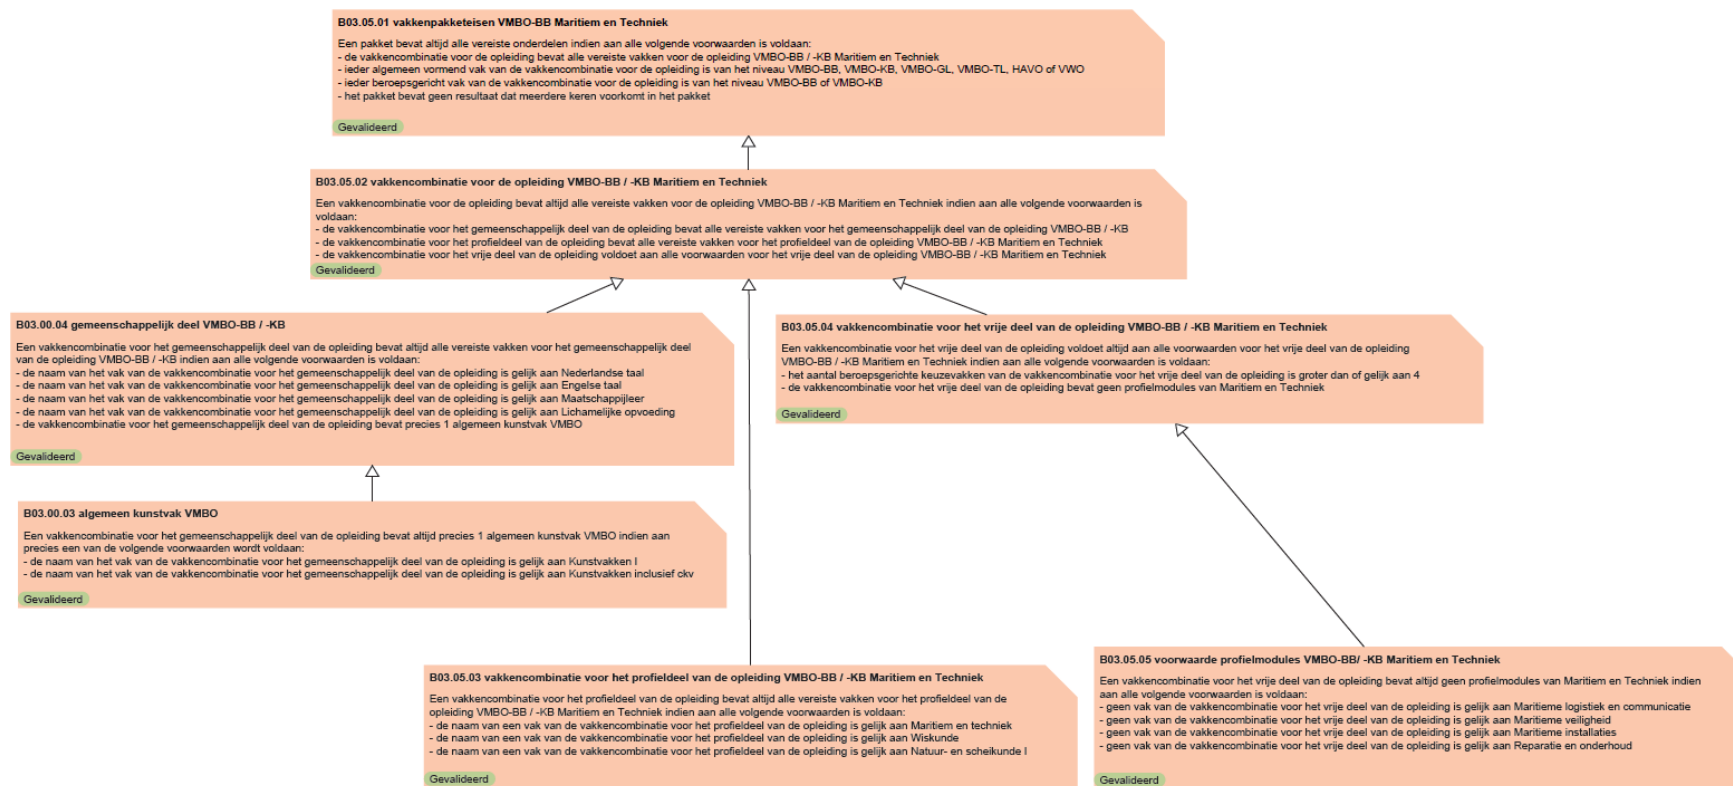 B03.05.01 vakkenpakketeisen VMBO-BB Maritiem en Techniek
Een pakket bevat altijd alle vereiste onderdelen indien aan alle volgende voorwaarden is voldaan:
- de vakkencombinatie voor de opleiding bevat alle vereiste vakken voor de opleiding VMBO-BB / -KB Maritiem en Techniek
- ieder algemeen vormend vak van de vakkencombinatie voor de opleiding is van het niveau VMBO-BB, VMBO-KB, VMBO-GL, VMBO-TL, HAVO of VWO
- ieder beroepsgericht vak van de vakkencombinatie voor de opleiding is van het niveau VMBO-BB of VMBO-KB
- het pakket bevat geen resultaat dat meerdere keren voorkomt in het pakket
Gevalideerd
B03.05.02 vakkencombinatie voor de opleiding VMBO-BB / -KB Maritiem en Techniek
Een vakkencombinatie voor de opleiding bevat altijd alle vereiste vakken voor de opleiding VMBO-BB / -KB Maritiem en Techniek indien aan alle volgende voorwaarden is
voldaan:
- de vakkencombinatie voor het gemeenschappelijk deel van de opleiding bevat alle vereiste vakken voor het gemeenschappelijk deel van de opleiding VMBO-BB / -KB
- de vakkencombinatie voor het profieldeel van de opleiding bevat alle vereiste vakken voor het profieldeel van de opleiding VMBO-BB / -KB Maritiem en Techniek
- de vakkencombinatie voor het vrije deel van de opleiding voldoet aan alle voorwaarden voor het vrije deel van de opleiding VMBO-BB / -KB Maritiem en Techniek
Gevalideerd
B03.00.04 gemeenschappelijk deel VMBO-BB / -KB
Een vakkencombinatie voor het gemeenschappelijk deel van de opleiding bevat altijd alle vereiste vakken voor het gemeenschappelijk deel
van de opleiding VMBO-BB / -KB indien aan alle volgende voorwaarden is voldaan:
- de naam van het vak van de vakkencombinatie voor het gemeenschappelijk deel van de opleiding is gelijk aan Nederlandse taal
- de naam van het vak van de vakkencombinatie voor het gemeenschappelijk deel van de opleiding is gelijk aan Engelse taal
- de naam van het vak van de vakkencombinatie voor het gemeenschappelijk deel van de opleiding is gelijk aan Maatschappijleer
- de naam van het vak van de vakkencombinatie voor het gemeenschappelijk deel van de opleiding is gelijk aan Lichamelijke opvoeding
- de vakkencombinatie voor het gemeenschappelijk deel van de opleiding bevat precies 1 algemeen kunstvak VMBO
Gevalideerd
B03.05.04 vakkencombinatie voor het vrije deel van de opleiding VMBO-BB / -KB Maritiem en Techniek
Een vakkencombinatie voor het vrije deel van de opleiding voldoet altijd aan alle voorwaarden voor het vrije deel van de opleiding
VMBO-BB / -KB Maritiem en Techniek indien aan alle volgende voorwaarden is voldaan:
- het aantal beroepsgerichte keuzevakken van de vakkencombinatie voor het vrije deel van de opleiding is groter dan of gelijk aan 4
- de vakkencombinatie voor het vrije deel van de opleiding bevat geen profielmodules van Maritiem en Techniek
Gevalideerd
B03.00.03 algemeen kunstvak VMBO
Een vakkencombinatie voor het gemeenschappelijk deel van de opleiding bevat altijd precies 1 algemeen kunstvak VMBO indien aan
precies een van de volgende voorwaarden wordt voldaan:
- de naam van het vak van de vakkencombinatie voor het gemeenschappelijk deel van de opleiding is gelijk aan Kunstvakken I
- de naam van het vak van de vakkencombinatie voor het gemeenschappelijk deel van de opleiding is gelijk aan Kunstvakken inclusief ckv
Gevalideerd
B03.05.03 vakkencombinatie voor het profieldeel van de opleiding VMBO-BB / -KB Maritiem en Techniek
Een vakkencombinatie voor het profieldeel van de opleiding bevat altijd alle vereiste vakken voor het profieldeel van de
opleiding VMBO-BB / -KB Maritiem en Techniek indien aan alle volgende voorwaarden is voldaan:
- de naam van een vak van de vakkencombinatie voor het profieldeel van de opleiding is gelijk aan Maritiem en techniek
- de naam van een vak van de vakkencombinatie voor het profieldeel van de opleiding is gelijk aan Wiskunde
- de naam van een vak van de vakkencombinatie voor het profieldeel van de opleiding is gelijk aan Natuur- en scheikunde I
Gevalideerd
B03.05.05 voorwaarde profielmodules VMBO-BB/ -KB Maritiem en Techniek
Een vakkencombinatie voor het vrije deel van de opleiding bevat altijd geen profielmodules van Maritiem en Techniek indien
aan alle volgende voorwaarden is voldaan:
- geen vak van de vakkencombinatie voor het vrije deel van de opleiding is gelijk aan Maritieme logistiek en communicatie
- geen vak van de vakkencombinatie voor het vrije deel van de opleiding is gelijk aan Maritieme veiligheid
- geen vak van de vakkencombinatie voor het vrije deel van de opleiding is gelijk aan Maritieme installaties
- geen vak van de vakkencombinatie voor het vrije deel van de opleiding is gelijk aan Reparatie en onderhoud
Gevalideerd